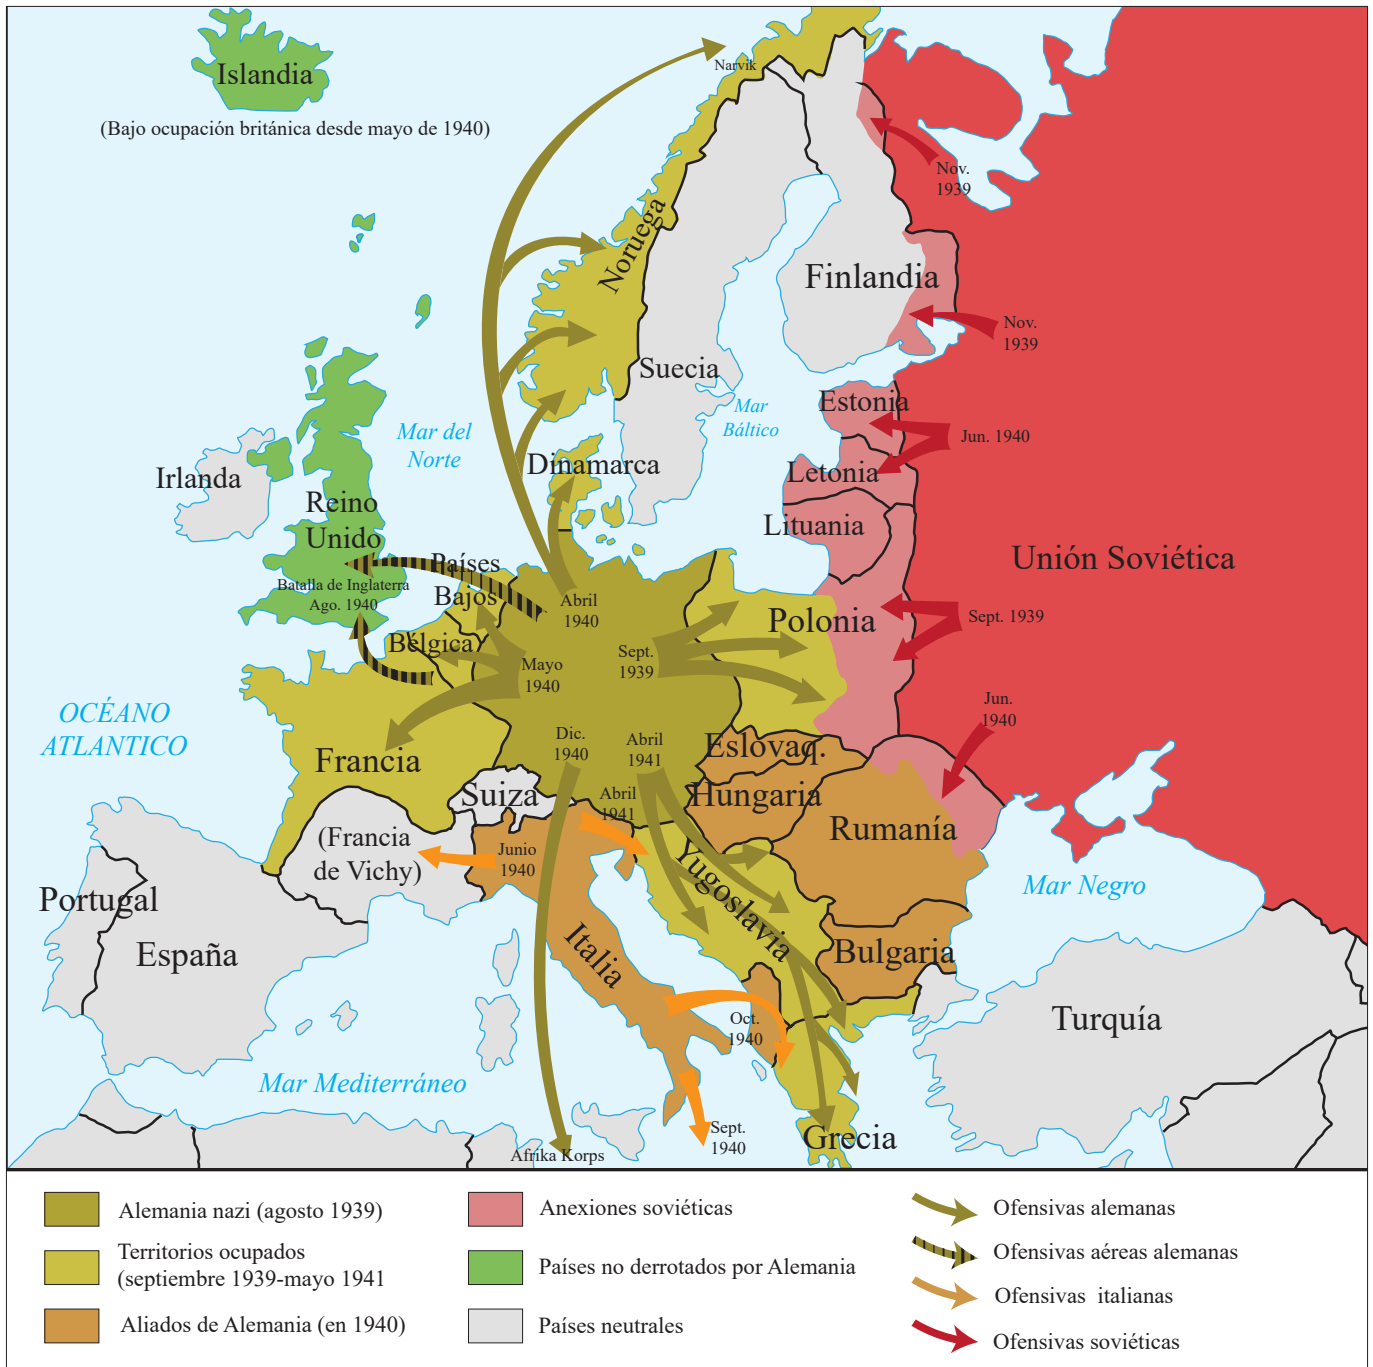 Islandia
(Bajo ocupación británica desde mayo de 1940)
Narvik
Nov.
1939
Noruega
Finlandia
Nov.
1939
Suecia
Estonia
Mar
Báltico
Mar del
Norte
Jun. 1940
Dinamarca
Letonia
Irlanda
Reino
Unido
Lituania
Unión Soviética
Países
Bajos
Batalla de Inglaterra
Ago. 1940
Abril
1940
Polonia
Sept. 1939
Bélgica
Mayo
1940
Sept.
1939
Jun.
1940
OCÉANO
ATLANTICO
Dic.
1940
Abril
1941
Eslovaq.
Francia
Suiza
Abril
1941
Hungaria
Rumanía
(Francia
de Vichy)
Junio
1940
Yugoslavia
Mar Negro
Portugal
España
Italia
Bulgaria
Oct.
1940
Turquía
Mar Mediterráneo
Sept.
1940
Grecia
Afrika Korps
Alemania nazi (agosto 1939)
Territorios ocupados
(septiembre 1939-mayo 1941
Aliados de Alemania (en 1940)
Anexiones soviéticas
Países no derrotados por Alemania
Países neutrales
Ofensivas alemanas
Ofensivas aéreas alemanas
Ofensivas italianas
Ofensivas soviéticas